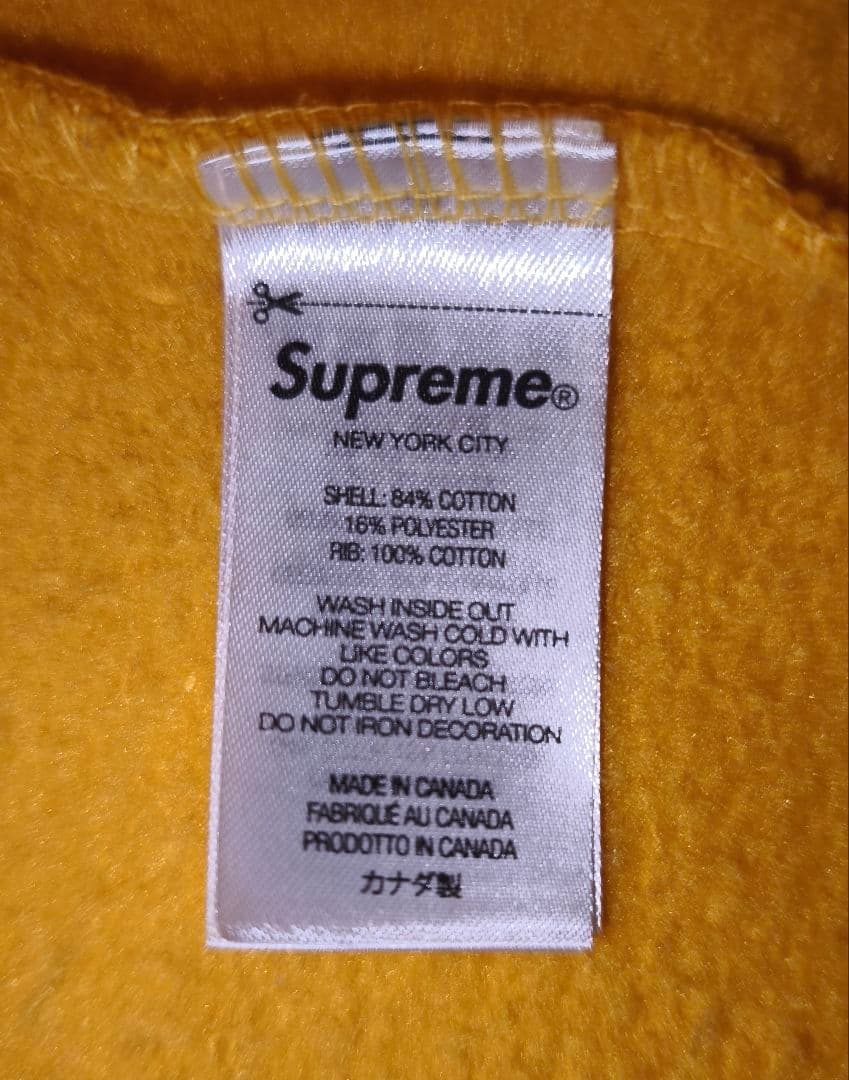 Supreme®
NEW YORK CITY
SHELL: 84% COTTON
16% POLYESTER
RIB: 100% COTTON
WASH INSIDE OUT
MACHINE WASH COLD WITH
LIKE COLORS
DO NOT BLEACH
TUMBLE DRY LOW
DO NOT IRON DECORATION
MADE IN CANADA
FABRIQUÉ AU CANADA
PRODOTTO IN CANADA
カナダ製